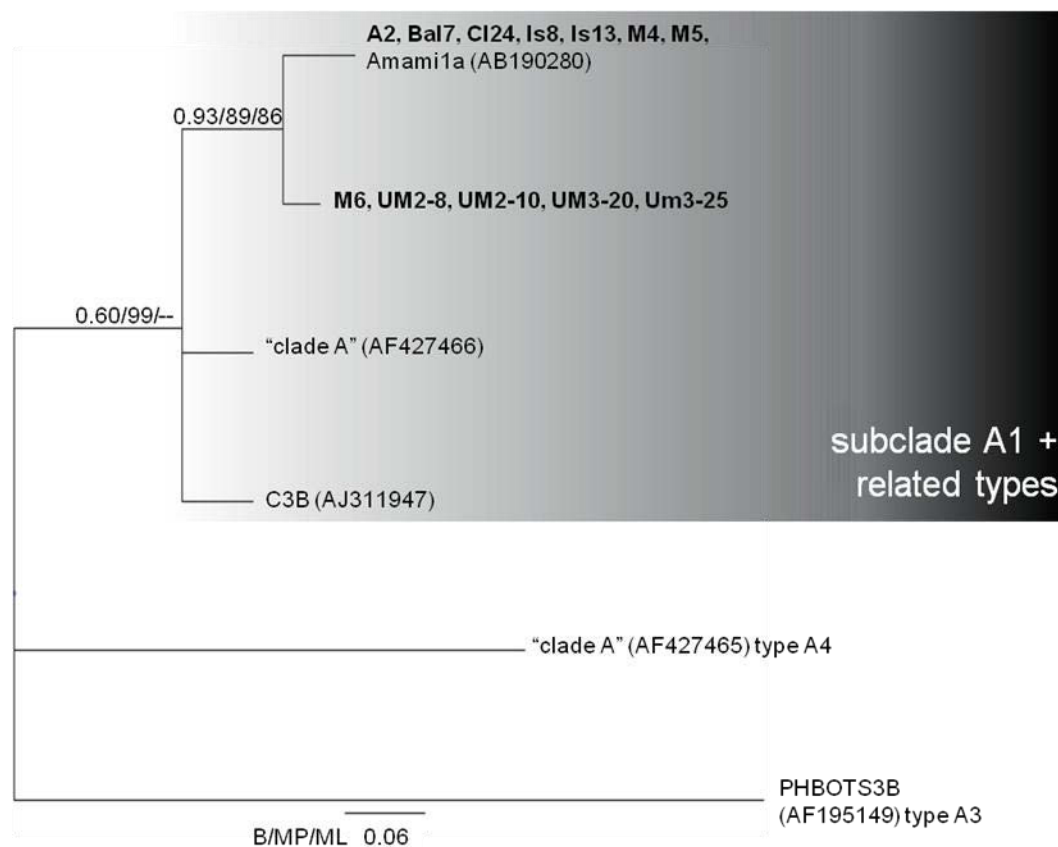 A2, Bal7, Cl24, Is8, Is13, M4, M5,
Amami1a (AB190280)
0.93/89/86
M6, UM2-8, UM2-10, UM3-20, Um3-25
0.60/99/--
“clade A” (AF427466)
subclade A1 +
related types
C3B (AJ311947)
“clade A” (AF427465) type A4
PHBOTS3B
(AF195149) type A3
B/MP/ML 0.06